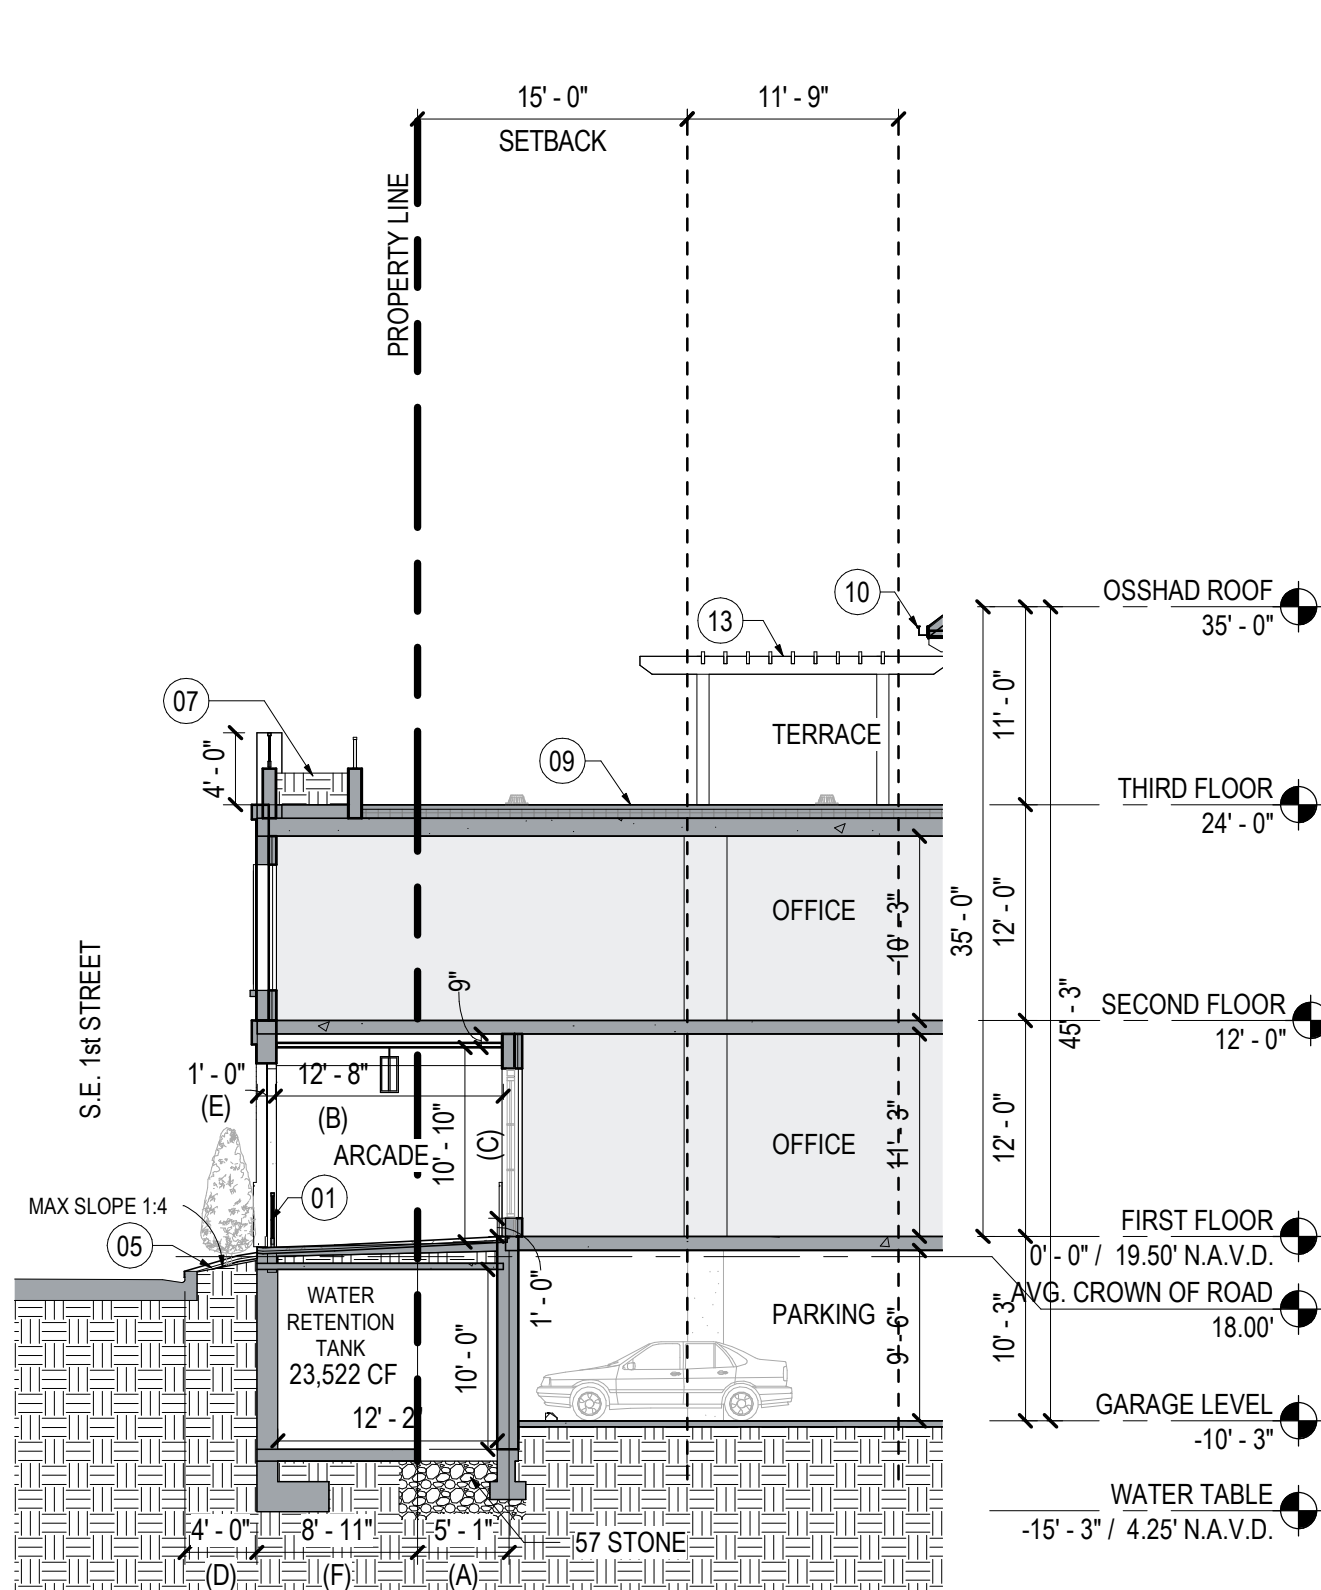 15' - 0"
11' - 9"
SETBACK
PROPERTY LINE
10
OSSHAD ROOF
35' - 0"
13
11' - 0"
07
TERRACE
4' - 0"
09
THIRD FLOOR
24' - 0"
OFFICE
10' - 3"
35' - 0"
12' - 0"
S.E. 1st STREET
9"
45' - 3"
SECOND FLOOR
12' - 0"
1' - 0"
12' - 8"
(E)
(B)
10' - 10"
(C)
ARCADE
OFFICE
11' - 3"
12' - 0"
01
MAX SLOPE 1:4
05
FIRST FLOOR
0' - 0" / 19.50' N.A.V.D.
1' - 0"
AVG. CROWN OF ROAD
18.00'
WATER
RETENTION
TANK
23,522 CF
10' - 0"
PARKING
9' - 6"
10' - 3"
12' - 2"
GARAGE LEVEL
-10' - 3"
WATER TABLE
-15' - 3" / 4.25' N.A.V.D.
4' - 0"
8' - 11"
5' - 1"
57 STONE
(D)
(F)
(A)